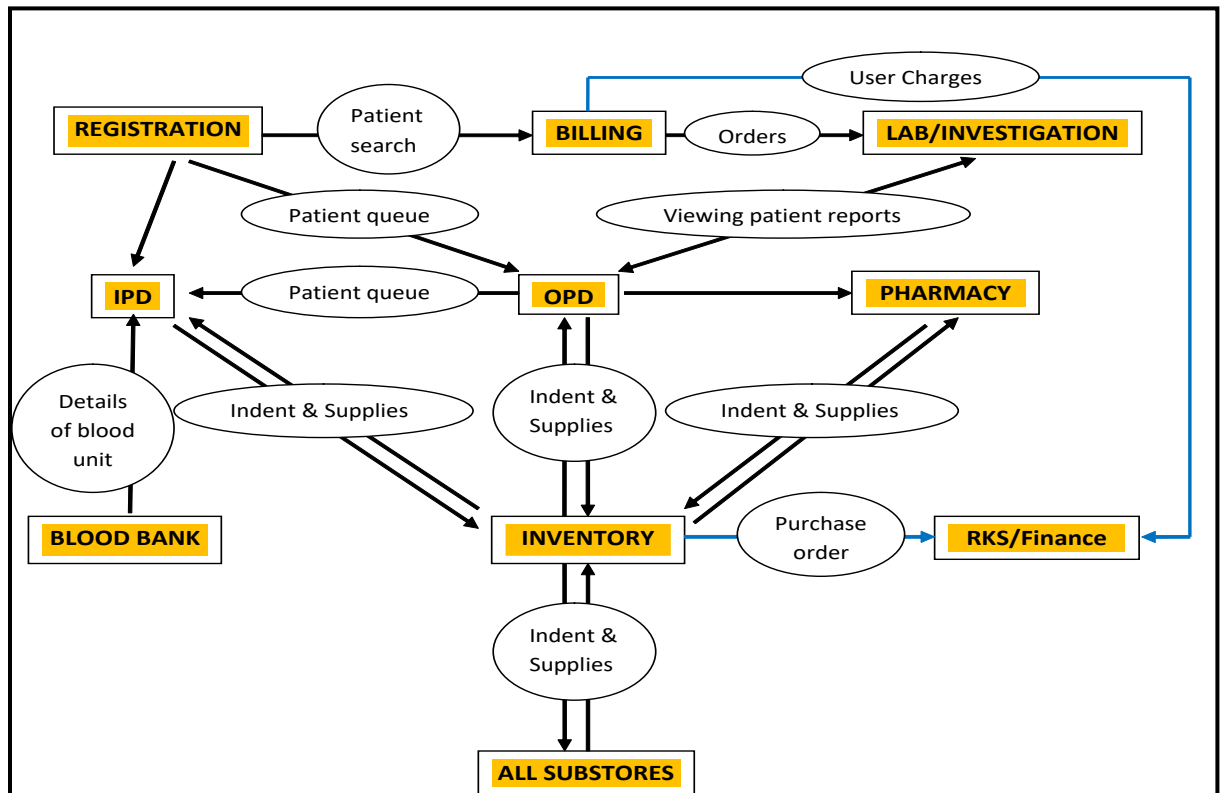 User Charges
REGISTRATION
Patient
search
BILLING
Orders
LAB/INVESTIGATION
Patient queue
Viewing patient reports
IPD
Patient queue
OPD
PHARMACY
Details
of blood
unit
Indent & Supplies
Indent &
Supplies
Indent & Supplies
BLOOD BANK
INVENTORY
Purchase
order
RKS/Finance
Indent &
Supplies
ALL SUBSTORES